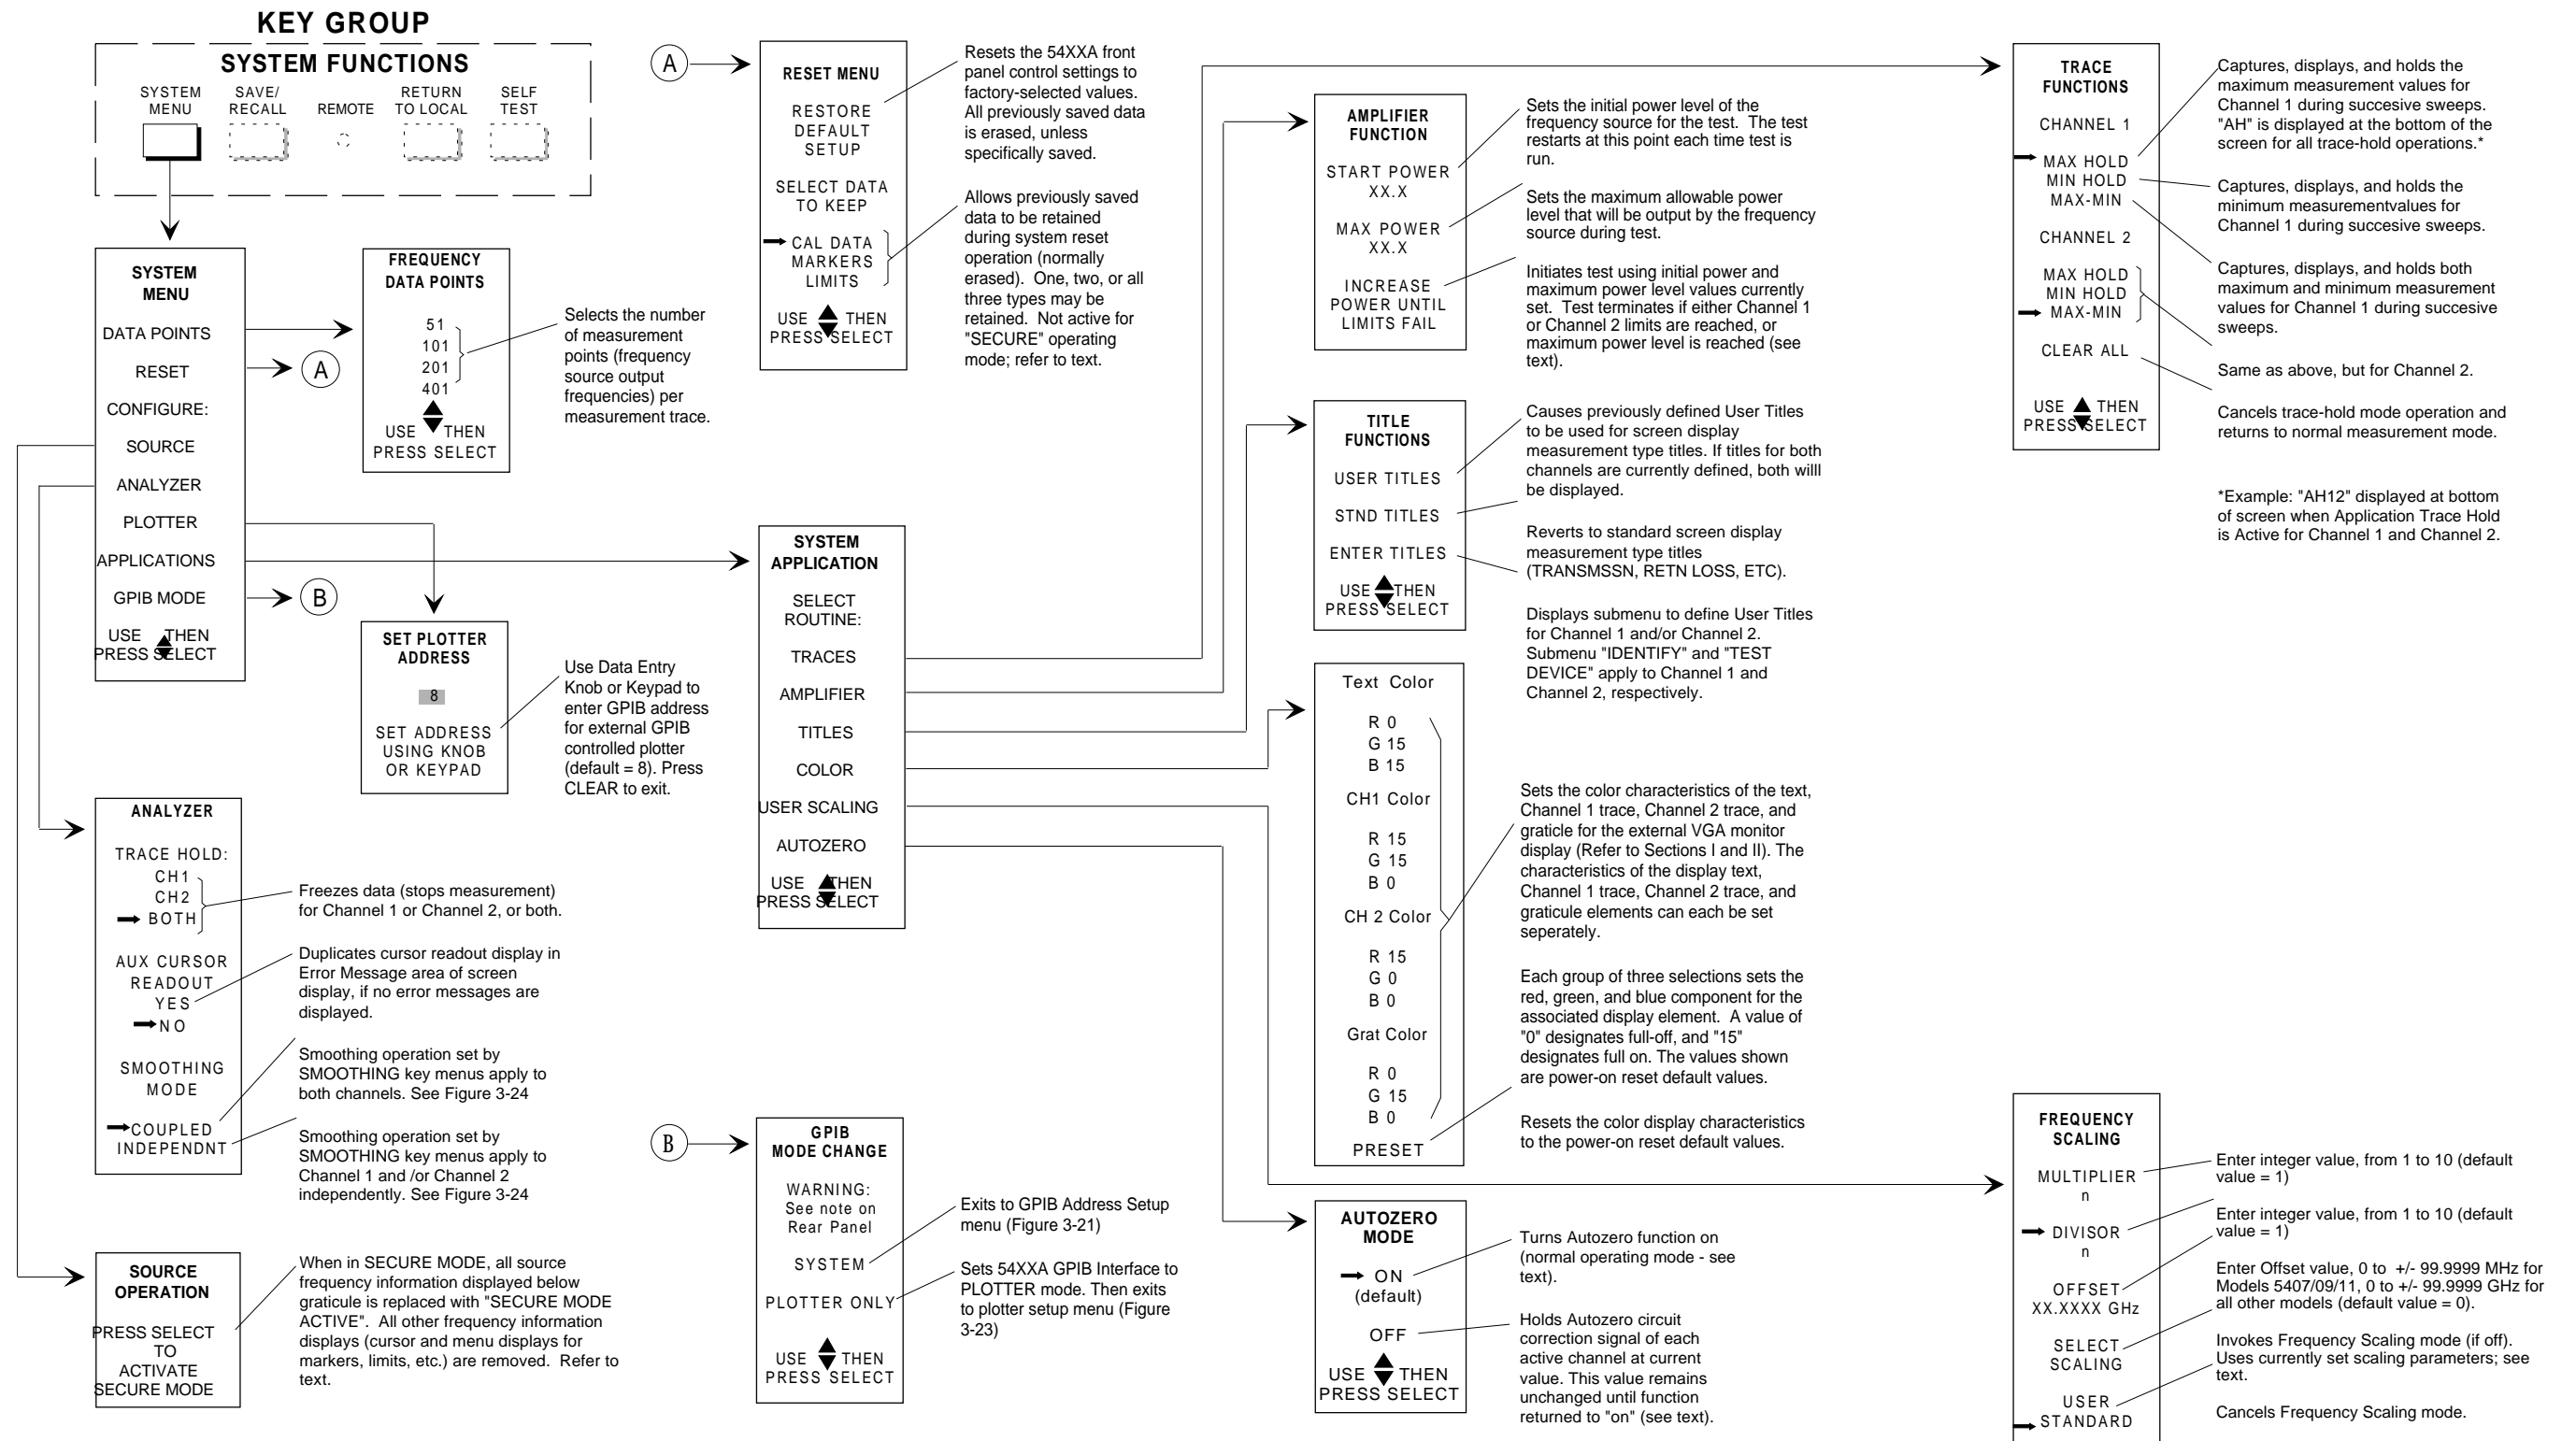 KEY GROUP
SYSTEM FUNCTIONS
SYSTEM
MENU
SAVE/
RECALL
REMOTE
RETURN
TO LOCAL
SELF
TEST
SYSTEM
MENU
DATA POINTS
RESET
CONFIGURE:
SOURCE
ANALYZER
PLOTTER
APPLICATIONS
GPIB MODE
USE THEN
PRESS SELECT
A
B
FREQUENCY
DATA POINTS
51
101
201
401
USE THEN
PRESS SELECT
Selects the number
of measurement
points (frequency
source output
frequencies) per
measurement trace.
SET PLOTTER
ADDRESS
8
SET ADDRESS
USING KNOB
OR KEYPAD
Use Data Entry
Knob or Keypad to
enter GPIB address
for external GPIB
controlled plotter
(default = 8). Press
CLEAR to exit.
ANALYZER
TRACE HOLD:
CH1
CH2
BOTH
AUX CURSOR
READOUT
YES
NO
SMOOTHING
MODE
COUPLED
INDEPENDNT
Freezes data (stops measurement)
for Channel 1 or Channel 2, or both.
Duplicates cursor readout display in
Error Message area of screen
display, if no error messages are
displayed.
Smoothing operation set by
SMOOTHING key menus apply to
both channels. See Figure 3-24
Smoothing operation set by
SMOOTHING key menus apply to
Channel 1 and /or Channel 2
independently. See Figure 3-24
SOURCE
OPERATION
PRESS SELECT
TO
ACTIVATE
SECURE MODE
When in SECURE MODE, all source
frequency information displayed below
graticule is replaced with "SECURE MODE
ACTIVE". All other frequency information
displays (cursor and menu displays for
markers, limits, etc.) are removed. Refer to
text.
A
RESET MENU
RESTORE
DEFAULT
SETUP
SELECT DATA
TO KEEP
CAL DATA
MARKERS
LIMITS
USE THEN
PRESS SELECT
Resets the 54XXA front
panel control settings to
factory-selected values.
All previously saved data
is erased, unless
specifically saved.
Allows previously saved
data to be retained
during system reset
operation (normally
erased). One, two, or all
three types may be
retained. Not active for
"SECURE" operating
mode; refer to text.
SYSTEM
APPLICATION
SELECT
ROUTINE:
TRACES
AMPLIFIER
TITLES
COLOR
USER SCALING
AUTOZERO
USE THEN
PRESS SELECT
B
GPIB
MODE CHANGE
WARNING:
See note on
Rear Panel
SYSTEM
PLOTTER ONLY
USE THEN
PRESS SELECT
Exits to GPIB Address Setup
menu (Figure 3-21)
Sets 54XXA GPIB Interface to
PLOTTER mode. Then exits
to plotter setup menu (Figure
3-23)
AMPLIFIER
FUNCTION
START POWER
XX.X
MAX POWER
XX.X
INCREASE
POWER UNTIL
LIMITS FAIL
Sets the initial power level of the
frequency source for the test. The test
restarts at this point each time test is
run.
Sets the maximum allowable power
level that will be output by the frequency
source during test.
Initiates test using initial power and
maximum power level values currently
set. Test terminates if either Channel 1
or Channel 2 limits are reached, or
maximum power level is reached (see
text).
TITLE
FUNCTIONS
USER TITLES
STND TITLES
ENTER TITLES
USE THEN
PRESS SELECT
Causes previously defined User Titles
to be used for screen display
measurement type titles. If titles for both
channels are currently defined, both willl
be displayed.
Reverts to standard screen display
measurement type titles
(TRANSMSSN, RETN LOSS, ETC).
Displays submenu to define User Titles
for Channel 1 and/or Channel 2.
Submenu "IDENTIFY" and "TEST
DEVICE" apply to Channel 1 and
Channel 2, respectively.
Text Color
R 0
G 15
B 15
CH1 Color
R 15
G 15
B 0
CH 2 Color
R 15
G 0
B 0
Grat Color
R 0
G 15
B 0
PRESET
Sets the color characteristics of the text,
Channel 1 trace, Channel 2 trace, and
graticle for the external VGA monitor
display (Refer to Sections I and II). The
characteristics of the display text,
Channel 1 trace, Channel 2 trace, and
graticule elements can each be set
seperately.
Each group of three selections sets the
red, green, and blue component for the
associated display element. A value of
"0" designates full-off, and "15"
designates full on. The values shown
are power-on reset default values.
Resets the color display characteristics
to the power-on reset default values.
AUTOZERO
MODE
ON
(default)
OFF
USE THEN
PRESS SELECT
Turns Autozero function on
(normal operating mode - see
text).
Holds Autozero circuit
correction signal of each
active channel at current
value. This value remains
unchanged until function
returned to "on" (see text).
TRACE
FUNCTIONS
CHANNEL 1
MAX HOLD
MIN HOLD
MAX-MIN
CHANNEL 2
MAX HOLD
MIN HOLD
MAX-MIN
CLEAR ALL
USE THEN
PRESS SELECT
Captures, displays, and holds the
maximum measurement values for
Channel 1 during succesive sweeps.
"AH" is displayed at the bottom of the
screen for all trace-hold operations.*
Captures, displays, and holds the
minimum measurementvalues for
Channel 1 during succesive sweeps.
Captures, displays, and holds both
maximum and minimum measurement
values for Channel 1 during succesive
sweeps.
Same as above, but for Channel 2.
Cancels trace-hold mode operation and
returns to normal measurement mode.
*Example: "AH12" displayed at bottom
of screen when Application Trace Hold
is Active for Channel 1 and Channel 2.
FREQUENCY
SCALING
MULTIPLIER
n
DIVISOR
n
OFFSET
XX.XXXX GHz
SELECT
SCALING
USER
STANDARD
Enter integer value, from 1 to 10 (default
value = 1)
Enter integer value, from 1 to 10 (default
value = 1)
Enter Offset value, 0 to +/- 99.9999 MHz for
Models 5407/09/11, 0 to +/- 99.9999 GHz for
all other models (default value = 0).
Invokes Frequency Scaling mode (if off).
Uses currently set scaling parameters; see
text.
Cancels Frequency Scaling mode.